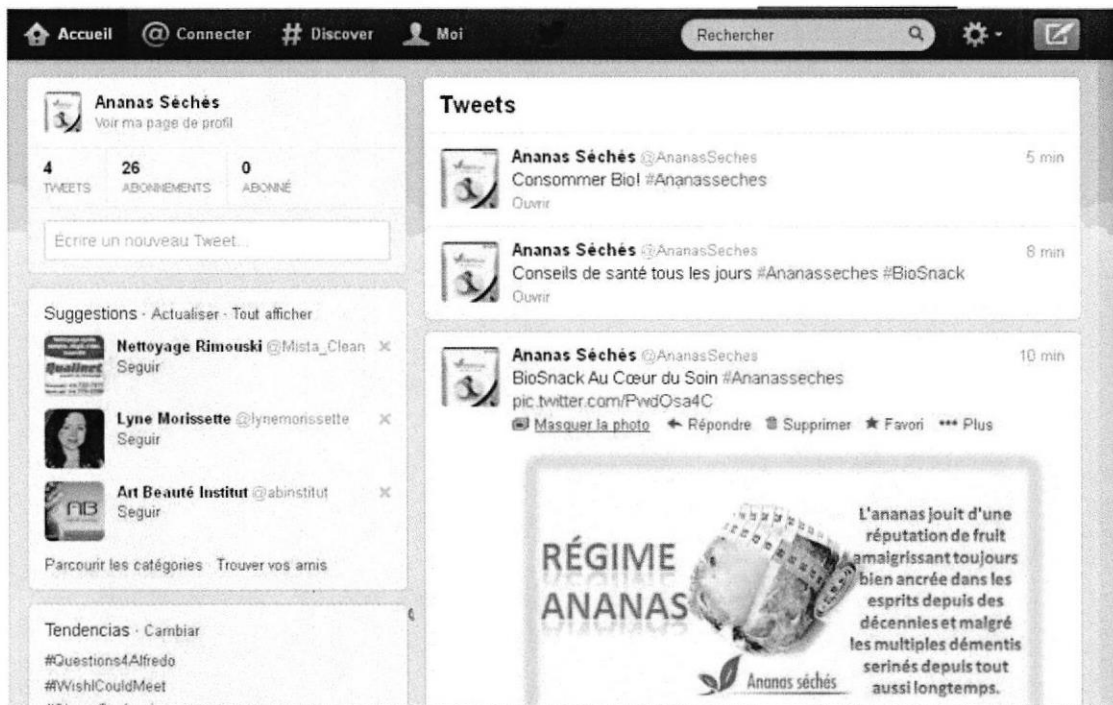 Accueil @ Connecter # Discover Moi Rechercher
Ananas Séchés
Voir ma page de profil
4 26 0
TWEETS ABONNEMENTS ABONNÉ
Écrire un nouveau Tweet...
Suggestions · Actualiser · Tout afficher
Nettoyage Rimouski @Mista_Clean ×
Seguir
Qualinet
Lyne Morissette @lynemorissette ×
Seguir
Art Beauté Institut @abinstitut ×
Seguir
AB
Parcourir les catégories · Trouver vos amis
Tendencias · Cambiar
#Questions4Alfredo
#WishICouldMeet
Tweets
Ananas Séchés @AnanasSeches 5 min
Consommer Bio! #Ananasseches
Ouvrir
Ananas Séchés @AnanasSeches 8 min
Conseils de santé tous les jours #Ananasseches #BioSnack
Ouvrir
Ananas Séchés @AnanasSeches 10 min
BioSnack Au Cœur du Soin #Ananasseches
pic.twitter.com/PwdOsa4C
Masquer la photo Répondre Supprimer Favori Plus
RÉGIME
ANANAS
Ananas séchés
L'ananas jouit d'une
réputation de fruit
amaigrissant toujours
bien ancrée dans les
esprits depuis des
décennies et malgré
les multiples démentis
serinés depuis tout
aussi longtemps.